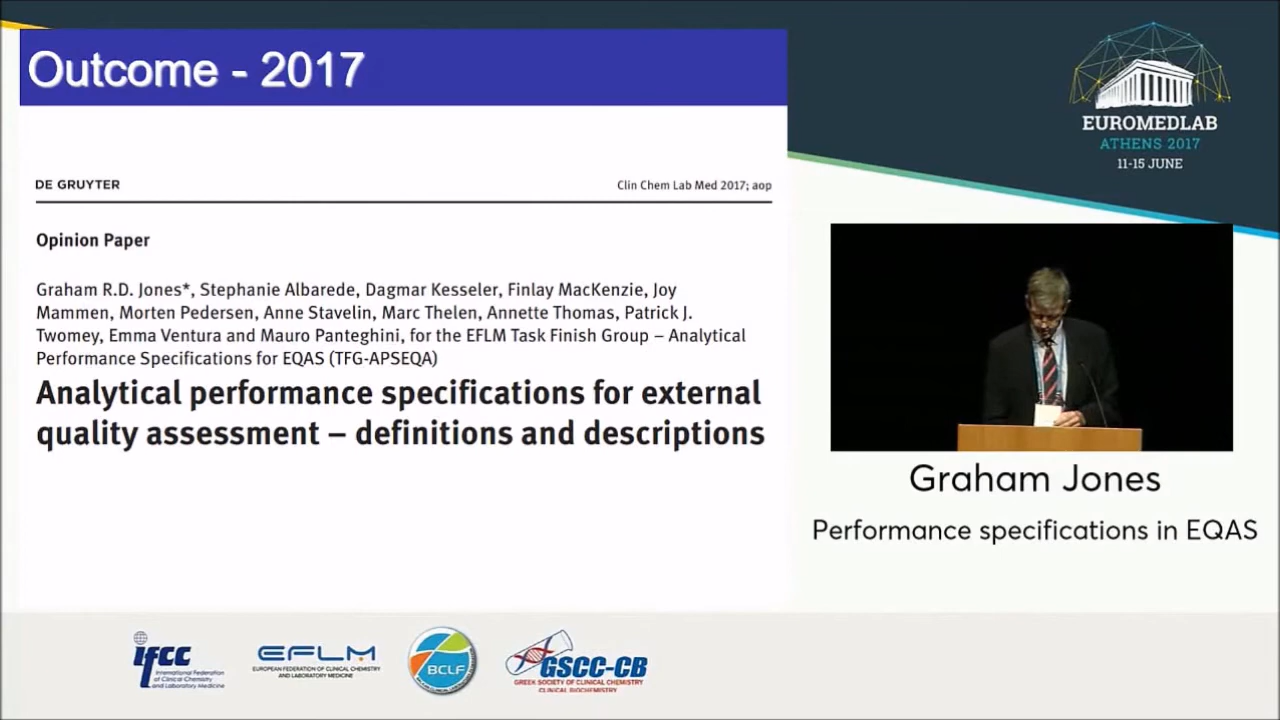 Outcome - 2017
DE GRUYTER
Clin Chem Lab Med 2017; aop
Opinion Paper
Graham R.D. Jones*, Stephanie Albarede, Dagmar Kesseler, Finlay MacKenzie, Joy
Mammen, Morten Pedersen, Anne Stavelin, Marc Thelen, Annette Thomas, Patrick J.
Twomey, Emma Ventura and Mauro Panteghini, for the EFLM Task Finish Group – Analytical
Performance Specifications for EQAS (TFG-APSEQA)
Analytical performance specifications for external
quality assessment – definitions and descriptions
EUROMEDLAB
ATHENS 2017
11-15 JUNE
Graham Jones
Performance specifications in EQAS
ifcc
International Federation
of Clinical Chemistry
and Laboratory Medicine
EFLM
EUROPEAN FEDERATION OF CLINICAL CHEMISTRY
AND LABORATORY MEDICINE
BCLF
GSCC-CB
GREEK SOCIETY OF CLINICAL CHEMISTRY
CLINICAL BIOCHEMISTRY